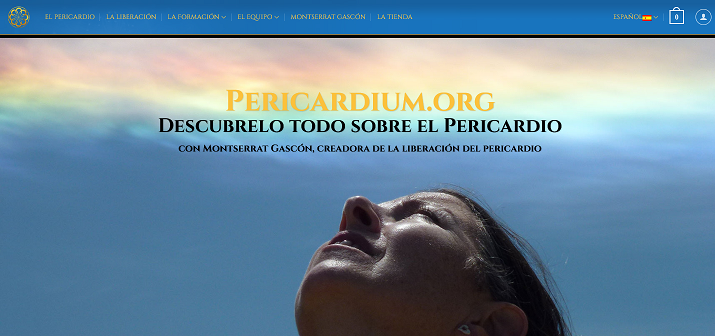 EL PERICARDIO
LA LIBERACIÓN
LA FORMACIÓN
EL EQUIPO
MONTSERRAT GASCÓN
LA TIENDA
ESPAÑOL
0
Pericardium.org
Descubrelo todo sobre el Pericardio
con Montserrat Gascón, creadora de la liberación del pericardio